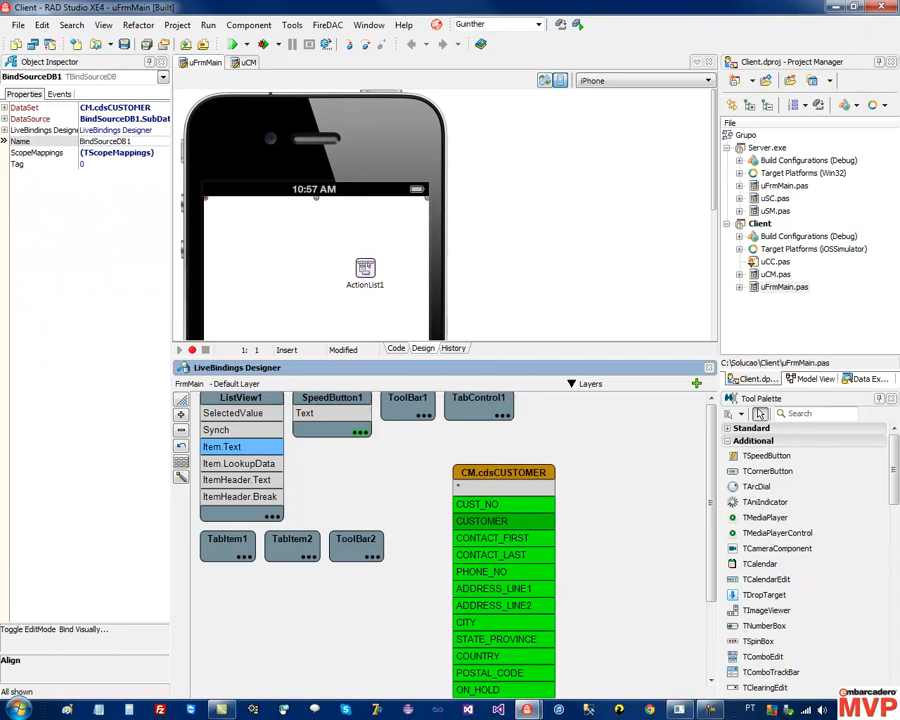 Client - RAD Studio XE4 - uFrmMain [Built]
File Edit Search View Refactor Project Run Component Tools FireDAC Window Help
Guinther
Object Inspector
BindSourceDB1 TBindSourceDB
Properties Events
DataSet CM.cdsCUSTOMER
DataSource BindSourceDB1.SubDat
LiveBindings Designe LiveBindings Designer
Name BindSourceDB1
ScopeMappings (TScopeMappings)
Tag 0
Toggle EditMode Bind Visually...
Align
All shown
uFrmMain uCM
iPhone
10:57 AM
ActionList1
1: 1 Insert Modified Code Design History
LiveBindings Designer
FrmMain - Default Layer
Layers
ListView1
SelectedValue
Synch
Item.Text
Item.LookupData
ItemHeader.Text
ItemHeader.Break
SpeedButton1
Text
ToolBar1
TabControl1
TabItem1
TabItem2
ToolBar2
CM.cdsCUSTOMER
*
CUST_NO
CUSTOMER
CONTACT_FIRST
CONTACT_LAST
PHONE_NO
ADDRESS_LINE1
ADDRESS_LINE2
CITY
STATE_PROVINCE
COUNTRY
POSTAL_CODE
ON_HOLD
Client.dproj - Project Manager
File
Grupo
Server.exe
Build Configurations (Debug)
Target Platforms (Win32)
uFrmMain.pas
uSC.pas
uSM.pas
Client
Build Configurations (Debug)
Target Platforms (iOSSimulator)
uCC.pas
uCM.pas
uFrmMain.pas
C:\Solucao\Client\uFrmMain.pas
Client.dp... Model View Data Ex...
Tool Palette
Search
Standard
Additional
TSpeedButton
TCornerButton
TArcDial
TAniIndicator
TMediaPlayer
TMediaPlayerControl
TCameraComponent
TCalendar
TCalendarEdit
TDropTarget
TImageViewer
TNumberBox
TSpinBox
TComboEdit
TComboTrackBar
TClearingEdit
PT
embarcadero
MVP